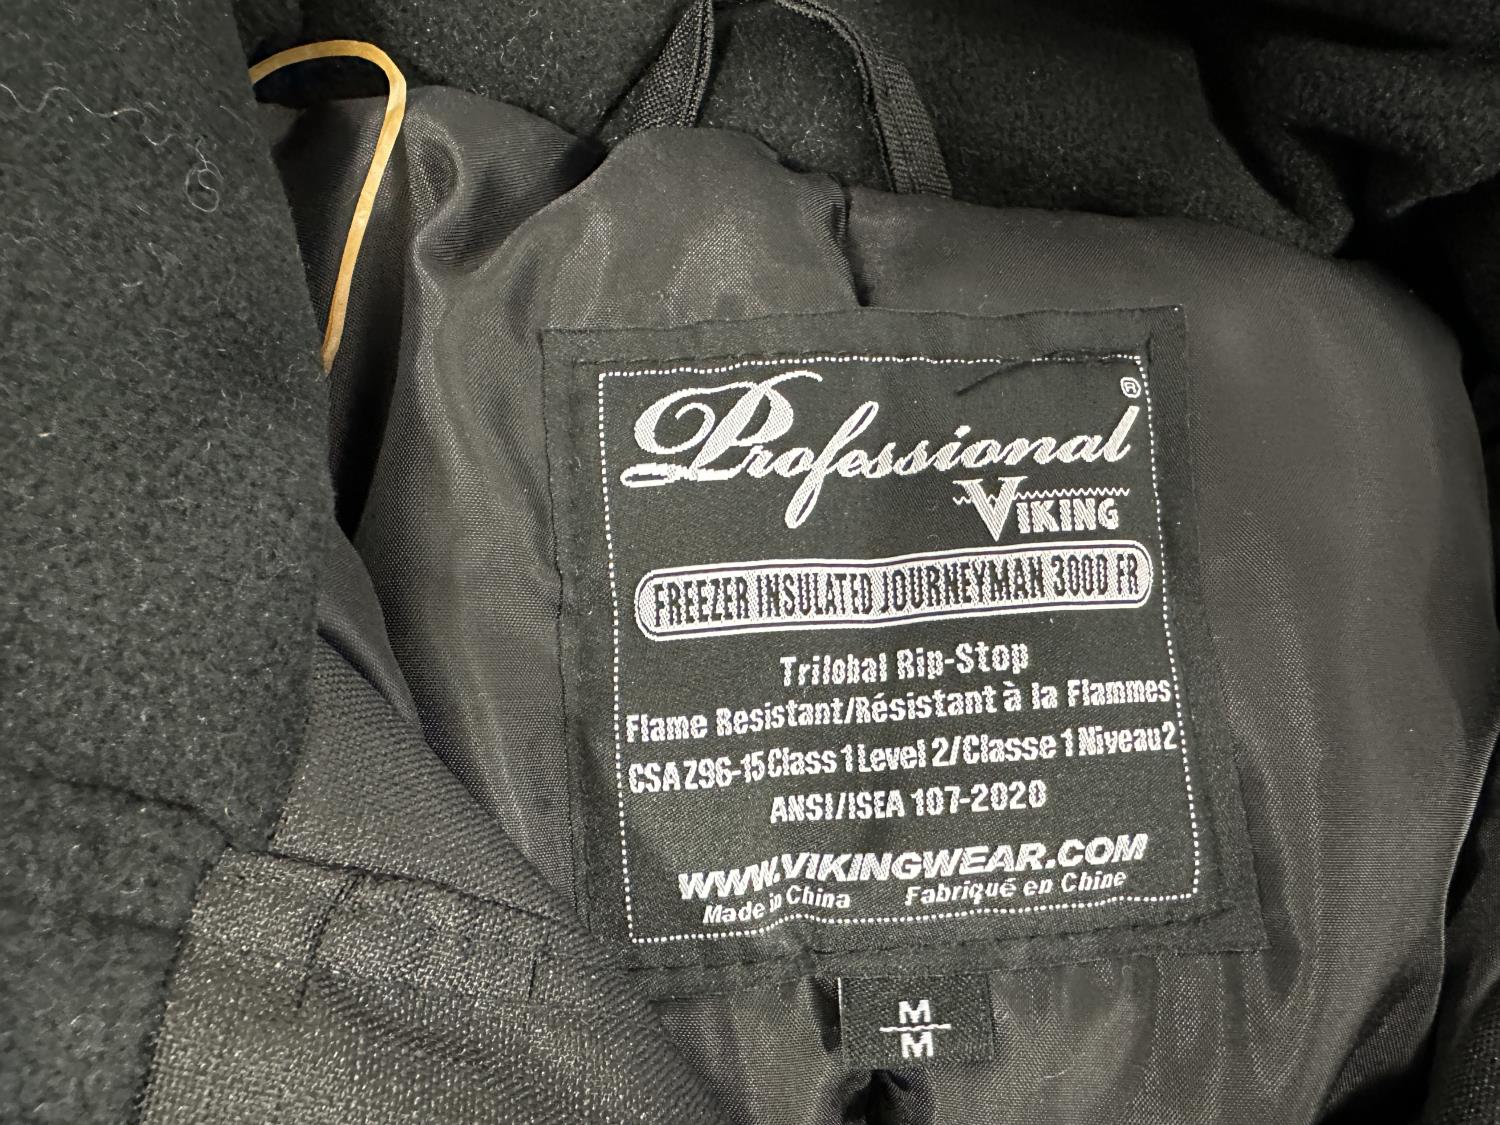 Professional®
VIKING
FREEZER INSULATED JOURNEYMAN 300D FR
Trilobal Rip-Stop
Flame Resistant/Résistant à la Flammes
CSA Z96-15 Class 1 Level 2/Classe 1 Niveau 2
ANSI/ISEA 107-2020
WWW.VIKINGWEAR.COM
Made in China Fabriqué en Chine
M
M